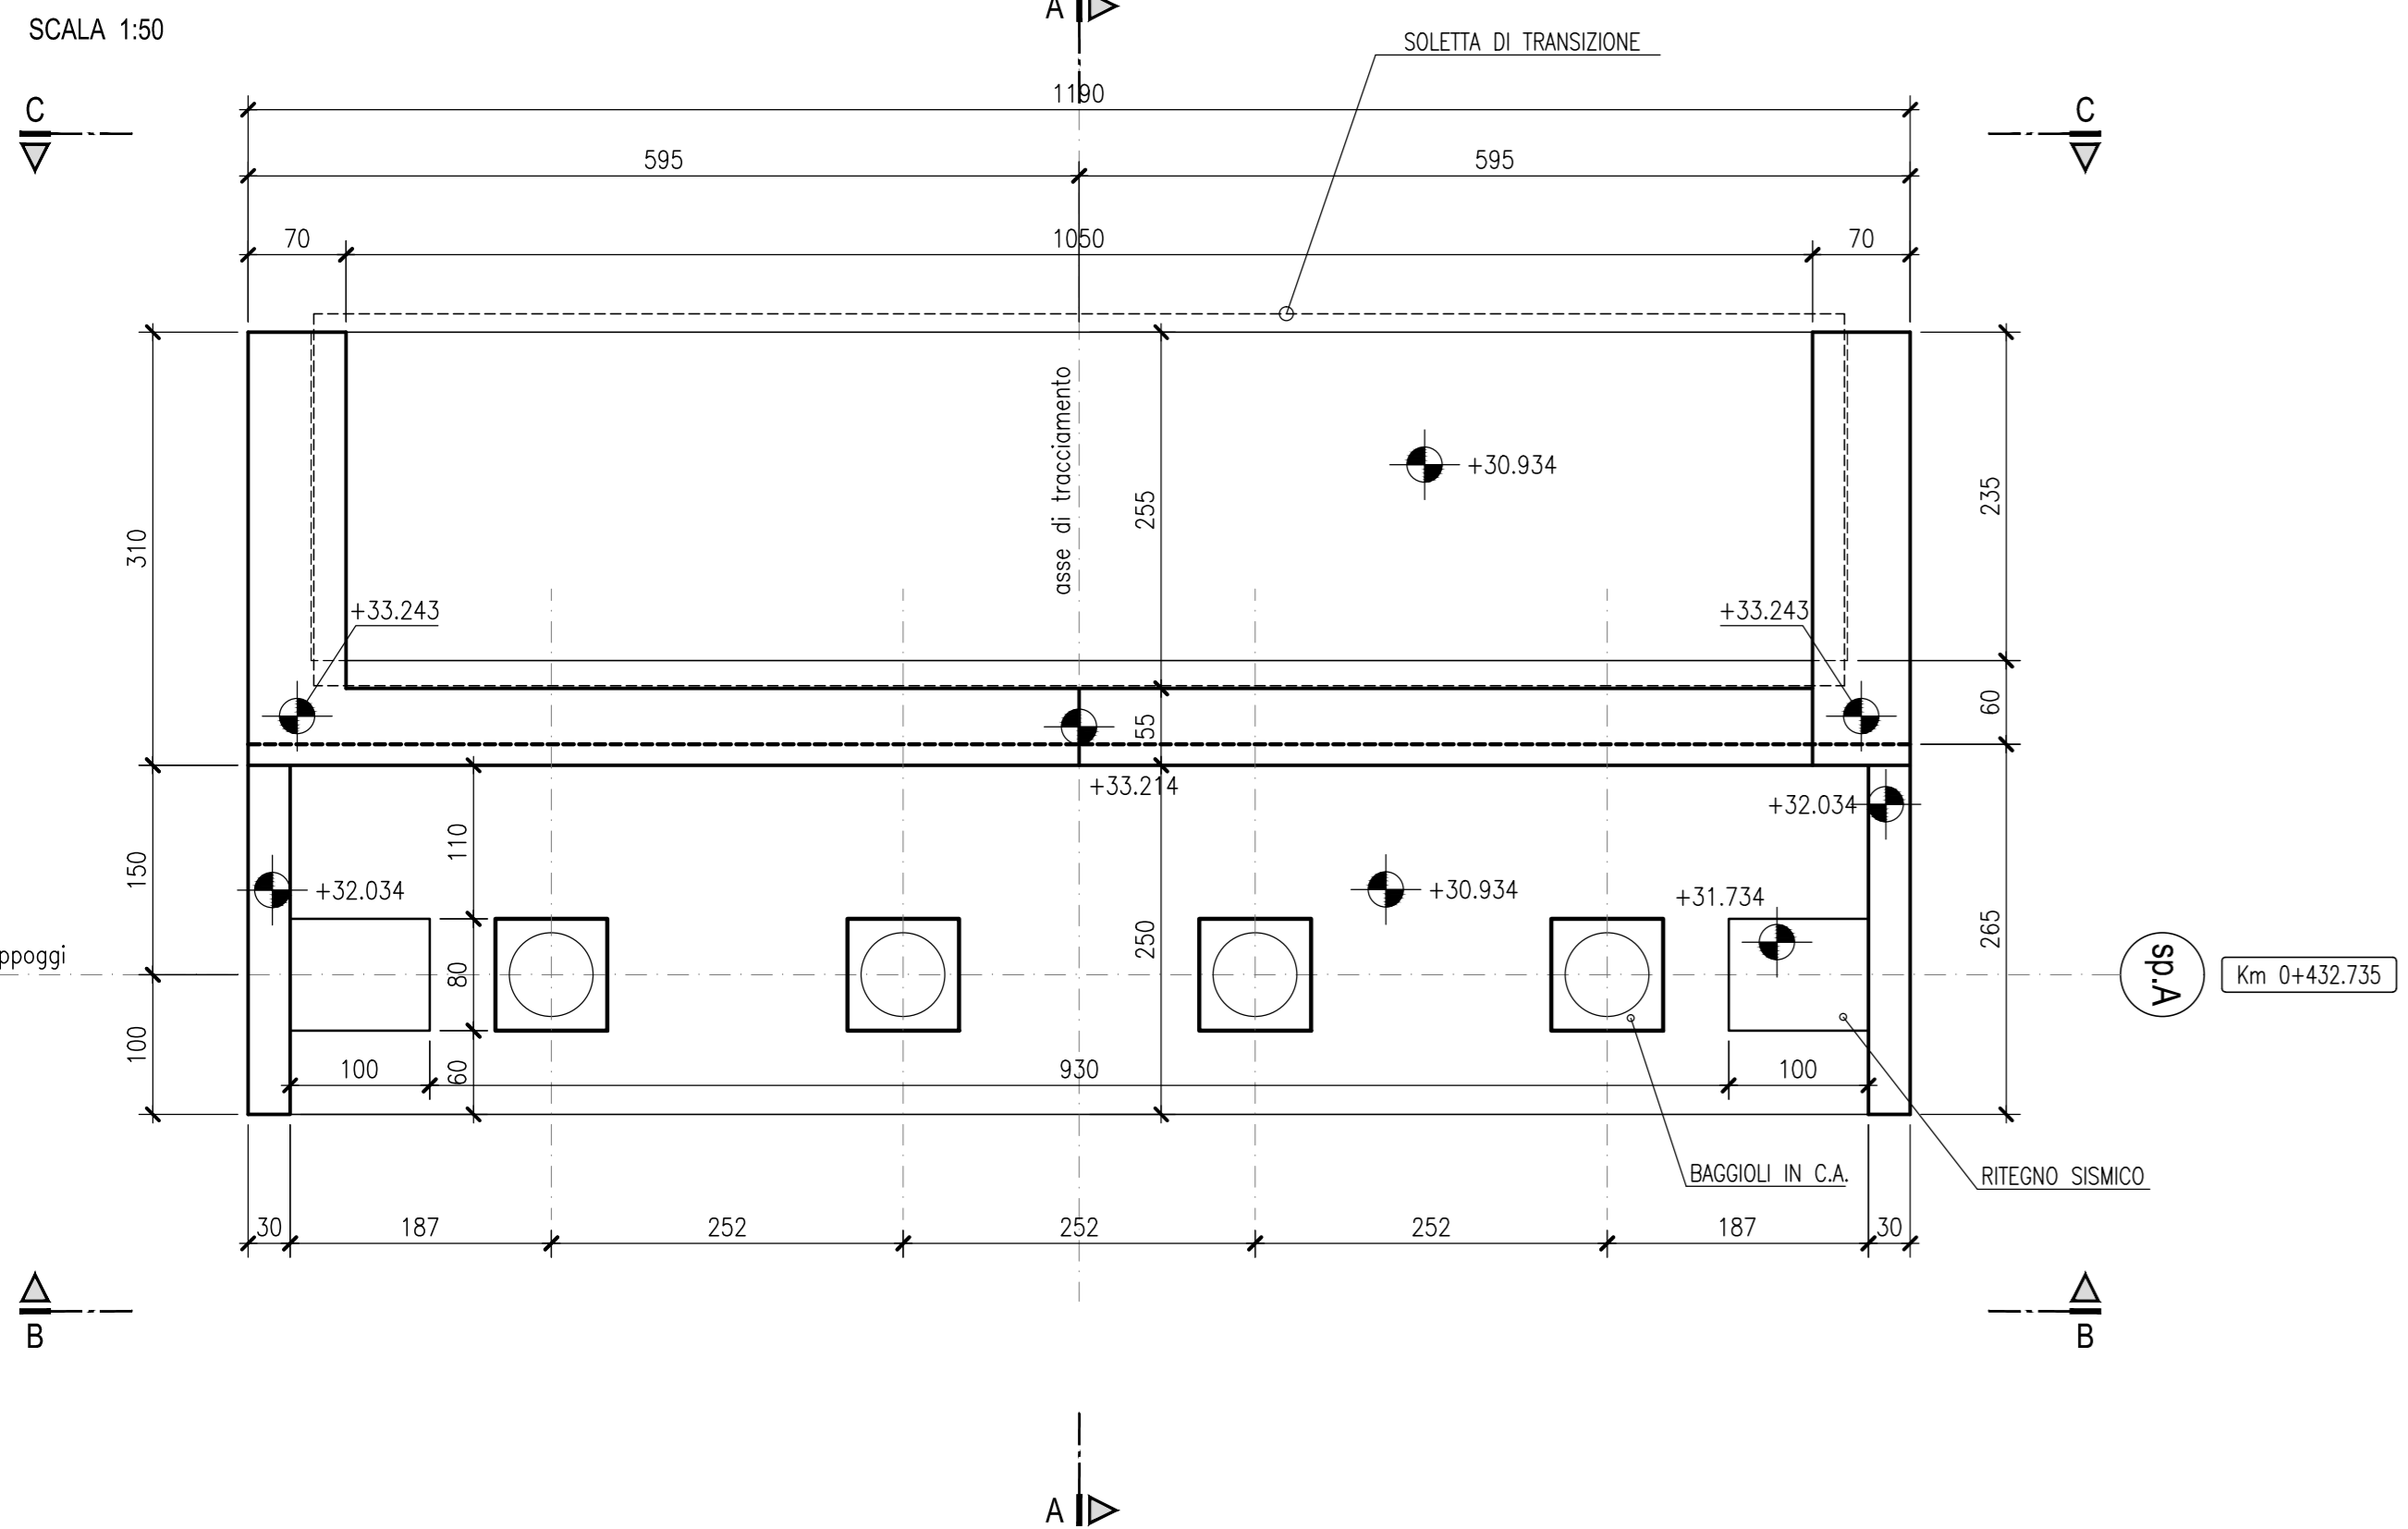 A
SCALA 1:50
SOLETTA DI TRANSIZIONE
1190
C
C
595
595
70
1050
70
asse di tracciamento
+30.934
255
235
310
+33.243
+33.243
60
55
+33.214
+32.034
110
150
+32.034
+30.934
+31.734
250
265
ppoggi
80
sp.A
Km 0+432.735
100
100
60
930
100
BAGGIOLI IN C.A.
RITEGNO SISMICO
30
187
252
252
252
187
30
B
B
A